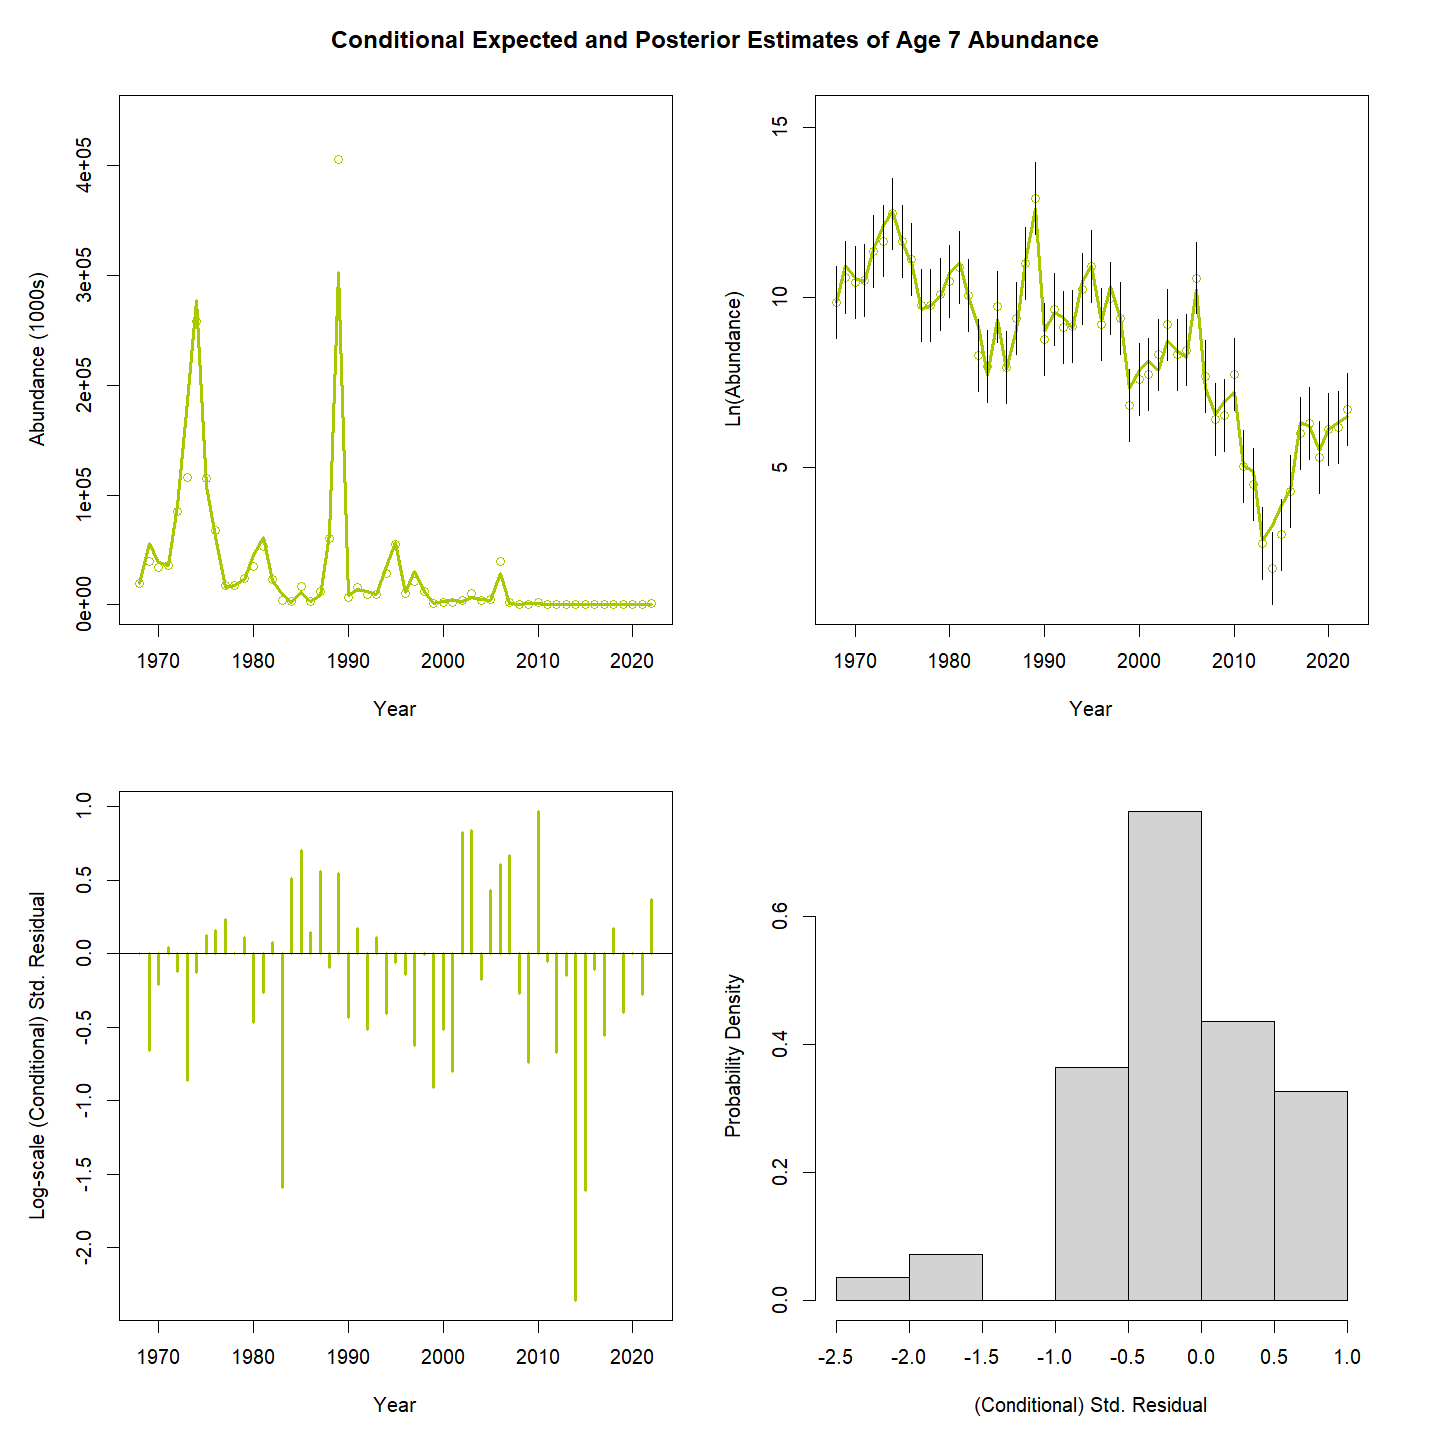 Conditional Expected and Posterior Estimates of Age 7 Abundance
Abundance (1000s)
4e+05
3e+05
2e+05
1e+05
0e+00
1970 1980 1990 2000 2010 2020
Year
Ln(Abundance)
15
10
5
1970 1980 1990 2000 2010 2020
Year
Log-scale (Conditional) Std. Residual
1.0
0.5
0.0
-0.5
-1.0
-1.5
-2.0
1970 1980 1990 2000 2010 2020
Year
Probability Density
0.6
0.4
0.2
0.0
-2.5 -2.0 -1.5 -1.0 -0.5 0.0 0.5 1.0
(Conditional) Std. Residual